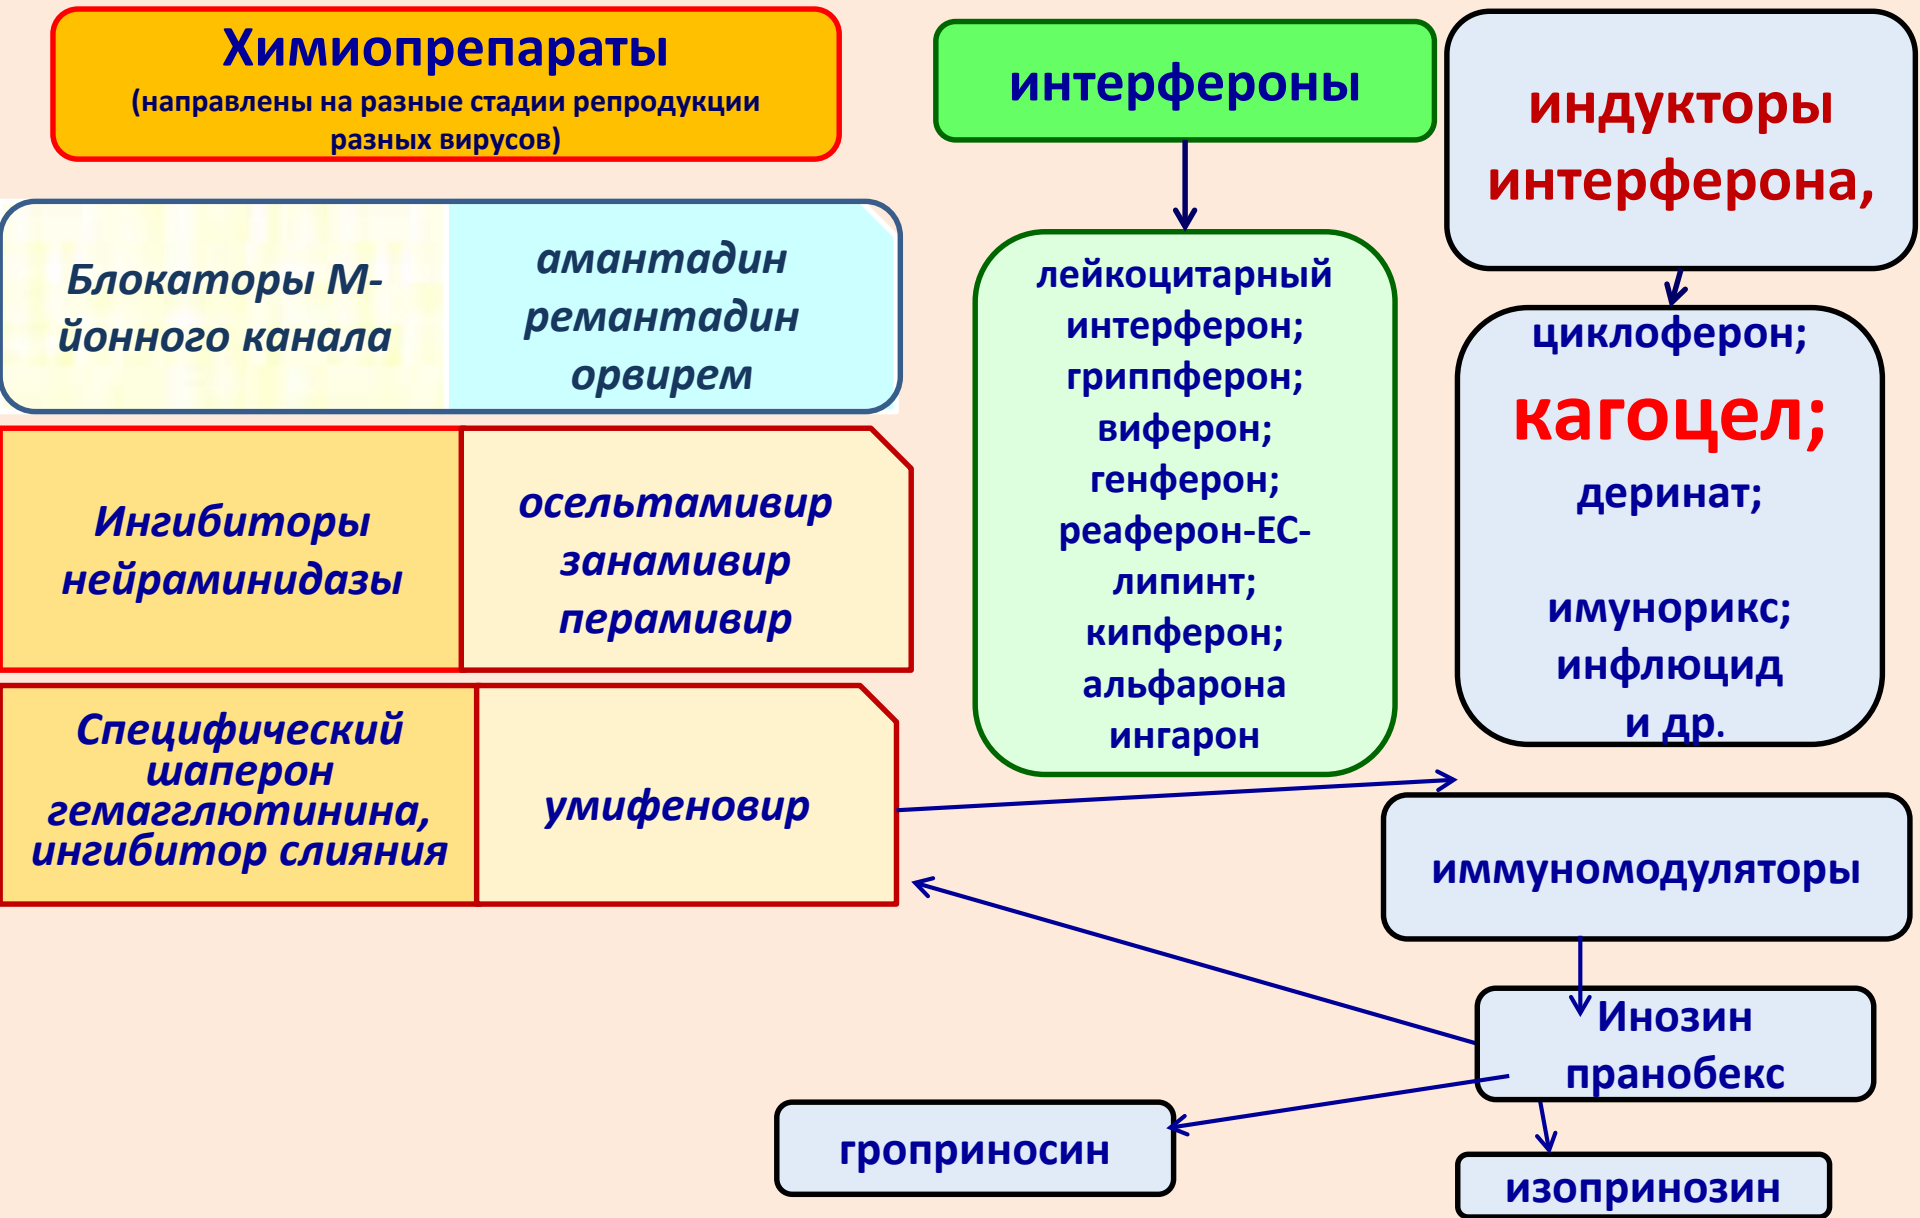 Химиопрепараты
(направлены на разные стадии репродукции
разных вирусов)
Блокаторы М-
йонного канала
амантадин
ремантадин
орвирем
Ингибиторы
нейраминидазы
осельтамивир
занамивир
перамивир
Специфический
шаперон
гемагглютинина,
ингибитор слияния
умифеновир
интерфероны
лейкоцитарный
интерферон;
гриппферон;
виферон;
генферон;
реаферон-ЕС-
липинт;
кипферон;
альфарона
ингарон
индукторы
интерферона,
циклоферон;
кагоцел;
деринат;
имунорикс;
инфлюцид
и др.
иммуномодуляторы
Инозин
пранобекс
гроприносин
изопринозин